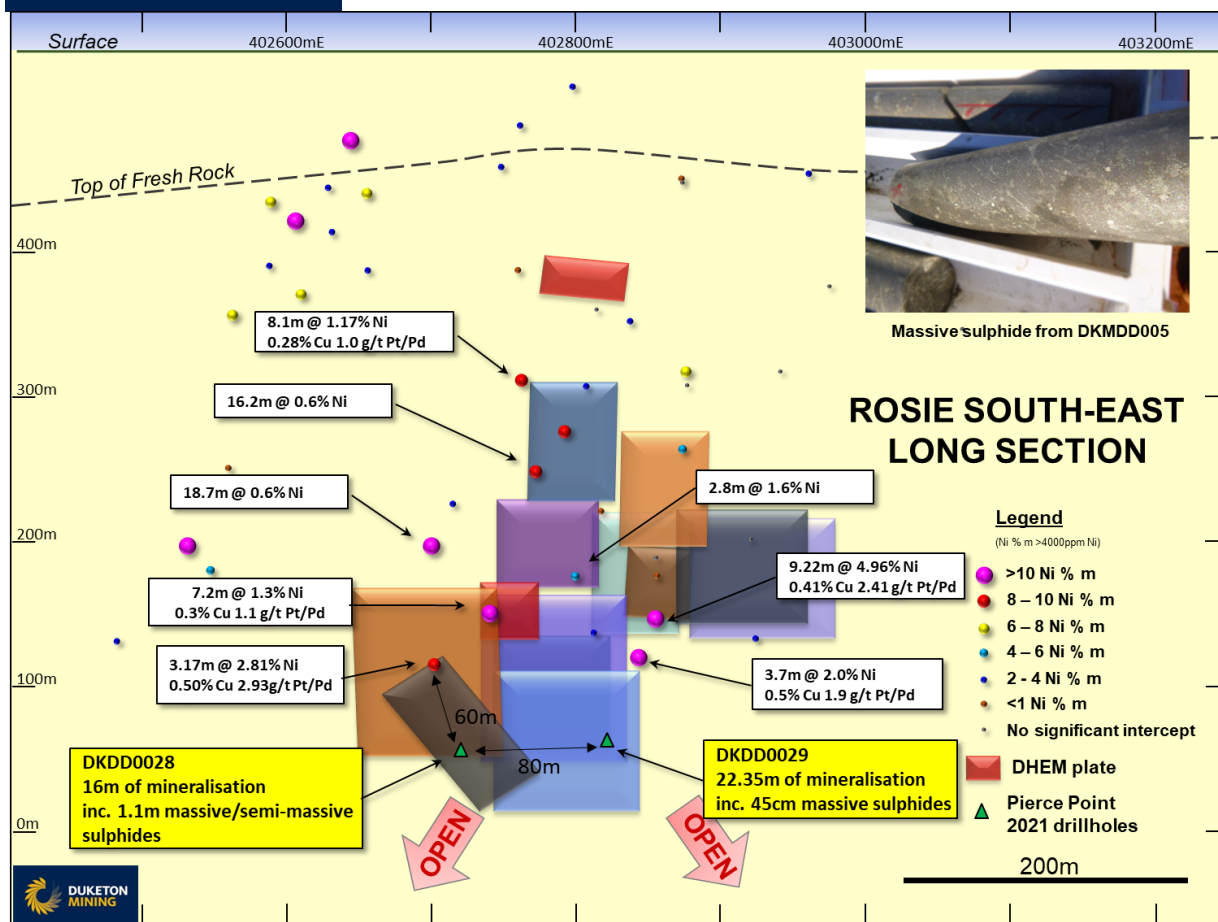 Surface
402600mE
402800mE
403000mE
403200mE
Top of Fresh Rock
400m
300m
200m
100m
0m
Massive sulphide from DKMDD005
8.1m @ 1.17% Ni
0.28% Cu 1.0 g/t Pt/Pd
16.2m @ 0.6% Ni
18.7m @ 0.6% Ni
7.2m @ 1.3% Ni
0.3% Cu 1.1 g/t Pt/Pd
3.17m @ 2.81% Ni
0.50% Cu 2.93g/t Pt/Pd
2.8m @ 1.6% Ni
9.22m @ 4.96% Ni
0.41% Cu 2.41 g/t Pt/Pd
3.7m @ 2.0% Ni
0.5% Cu 1.9 g/t Pt/Pd
60m
80m
DKDD0028
16m of mineralisation
inc. 1.1m massive/semi-massive
sulphides
DKDD0029
22.35m of mineralisation
inc. 45cm massive sulphides
OPEN
OPEN
ROSIE SOUTH-EAST
LONG SECTION
Legend
(Ni % m >4000ppm Ni)
>10 Ni % m
8 – 10 Ni % m
6 – 8 Ni % m
4 – 6 Ni % m
2 - 4 Ni % m
<1 Ni % m
No significant intercept
DHEM plate
Pierce Point
2021 drillholes
200m
DUKETON
MINING